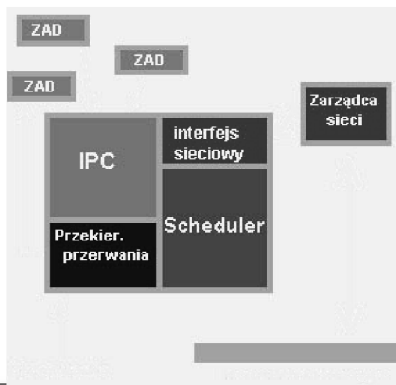 ZAD
ZAD
ZAD
Zarządca
sieci
interfejs
sieciowy
IPC
Scheduler
Przekier.
przerwania